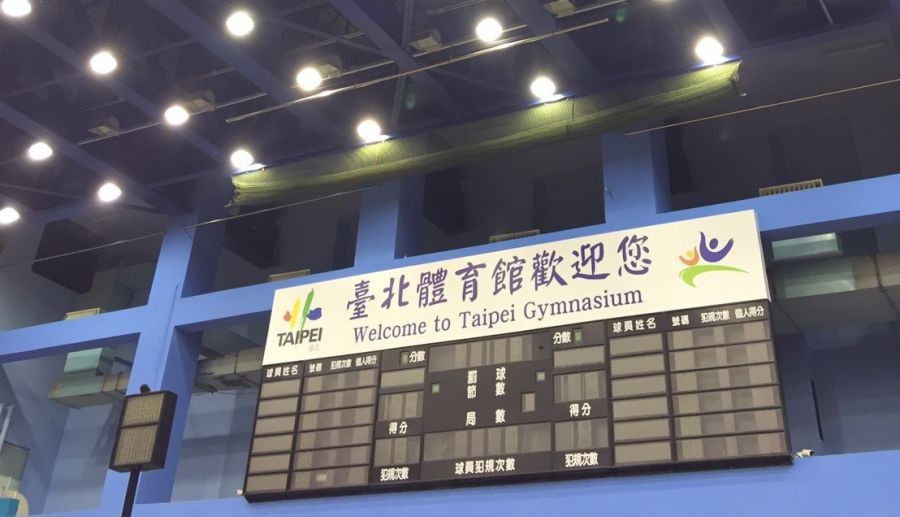 臺北體育館歡迎您
Welcome to Taipei Gymnasium
TAIPEI
球員姓名 號碼 犯規次數 個人得分
分數
分數
球員姓名 號碼 犯規次數 個人得分
罰球
節數
局數
得分
得分
犯規次數
球員犯規次數
犯規次數